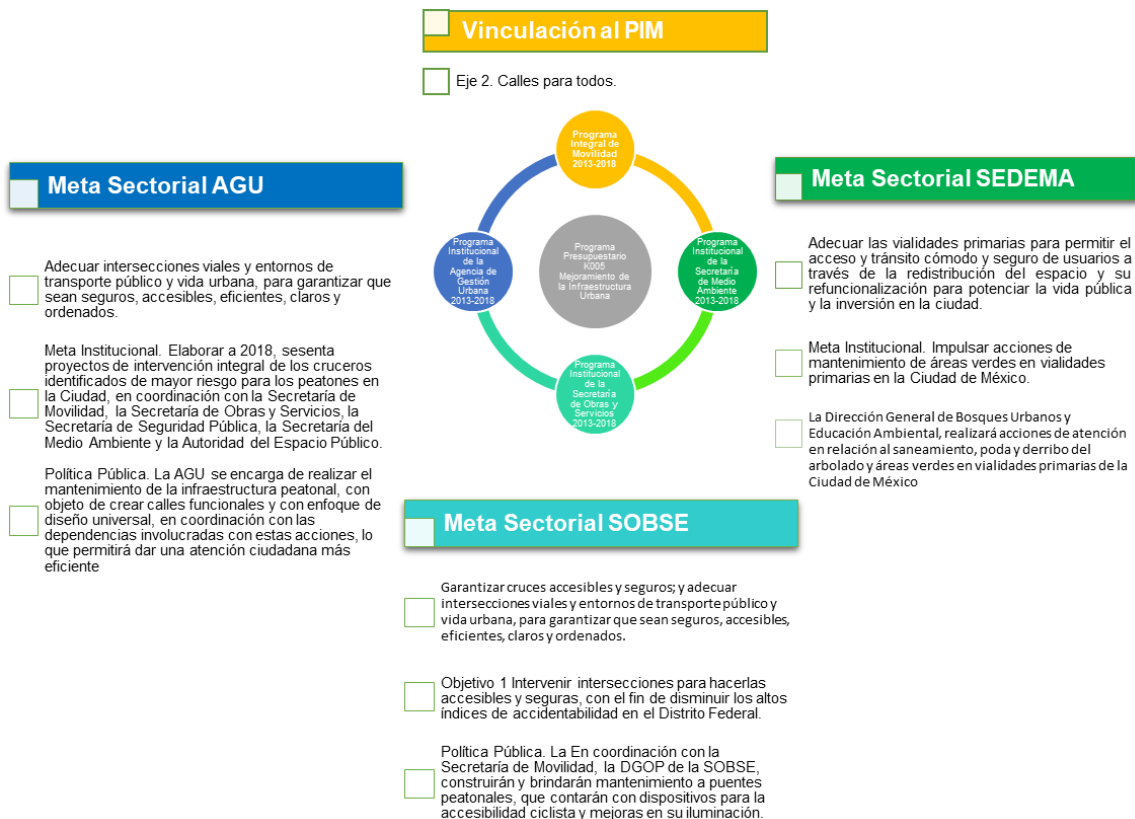 Vinculación al PIM
Eje 2. Calles para todos.
Programa
Integral de
Movilidad
2013-2018
Programa
Institucional
de la
Agencia de
Gestión
Urbana
2013-2018
Programa
Presupuestario
K005
Mejoramiento de
la Infraestructura
Urbana
Programa
Institucional
de la
Secretaría
de Medio
Ambiente
2013-2018
Programa
Institucional
de la
Secretaría
de Obras y
Servicios
2013-2018
Meta Sectorial AGU
Adecuar intersecciones viales y entornos de
transporte público y vida urbana, para garantizar que
sean seguros, accesibles, eficientes, claros y
ordenados.
Meta Institucional. Elaborar a 2018, sesenta
proyectos de intervención integral de los cruceros
identificados de mayor riesgo para los peatones en
la Ciudad, en coordinación con la Secretaría de
Movilidad, la Secretaría de Obras y Servicios, la
Secretaría de Seguridad Pública, la Secretaría del
Medio Ambiente y la Autoridad del Espacio Público.
Política Pública. La AGU se encarga de realizar el
mantenimiento de la infraestructura peatonal, con
objeto de crear calles funcionales y con enfoque de
diseño universal, en coordinación con las
dependencias involucradas con estas acciones, lo
que permitirá dar una atención ciudadana más
eficiente
Meta Sectorial SEDEMA
Adecuar las vialidades primarias para permitir el
acceso y tránsito cómodo y seguro de usuarios a
través de la redistribución del espacio y su
refuncionalización para potenciar la vida pública
y la inversión en la ciudad.
Meta Institucional. Impulsar acciones de
mantenimiento de áreas verdes en vialidades
primarias en la Ciudad de México.
La Dirección General de Bosques Urbanos y
Educación Ambiental, realizará acciones de atención
en relación al saneamiento, poda y derribo del
arbolado y áreas verdes en vialidades primarias de la
Ciudad de México
Meta Sectorial SOBSE
Garantizar cruces accesibles y seguros; y adecuar
intersecciones viales y entornos de transporte público y
vida urbana, para garantizar que sean seguros, accesibles,
eficientes, claros y ordenados.
Objetivo 1 Intervenir intersecciones para hacerlas
accesibles y seguras, con el fin de disminuir los altos
índices de accidentabilidad en el Distrito Federal.
Política Pública. La En coordinación con la
Secretaría de Movilidad, la DGOP de la SOBSE,
construirán y brindarán mantenimiento a puentes
peatonales, que contarán con dispositivos para la
accesibilidad ciclista y mejoras en su iluminación.